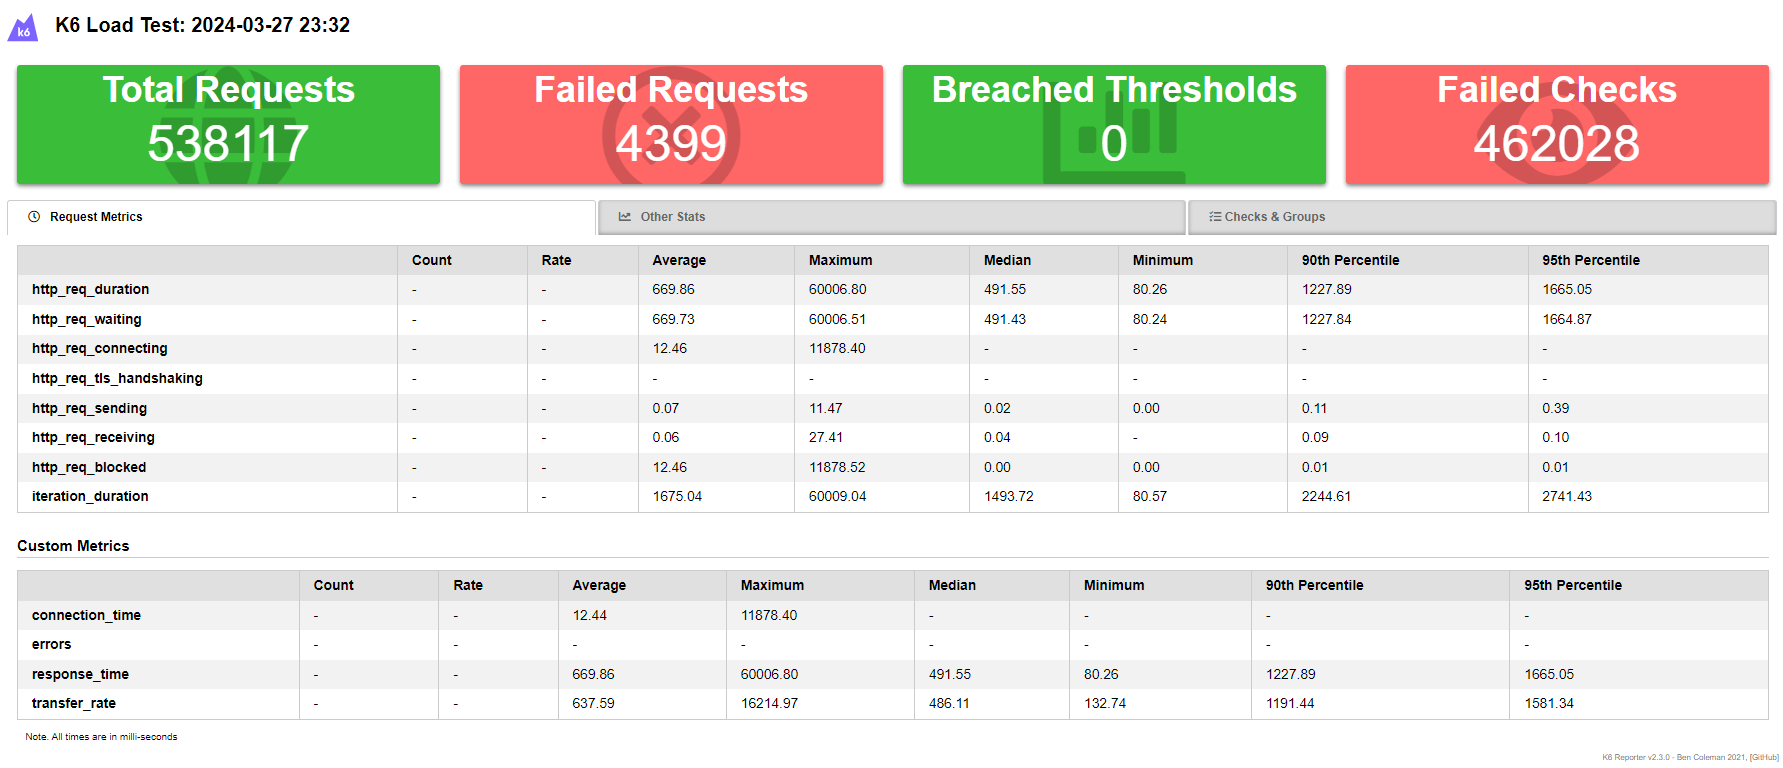 k6 K6 Load Test: 2024-03-27 23:32
Total Requests Failed Requests Breached Thresholds Failed Checks
538117 4399 0 462028
Request Metrics Other Stats Checks & Groups
Count Rate Average Maximum Median Minimum 90th Percentile 95th Percentile
http_req_duration - - 669.86 60006.80 491.55 80.26 1227.89 1665.05
http_req_waiting - - 669.73 60006.51 491.43 80.24 1227.84 1664.87
http_req_connecting - - 12.46 11878.40 - - - -
http_req_tls_handshaking - - - - - - - -
http_req_sending - - 0.07 11.47 0.02 0.00 0.11 0.39
http_req_receiving - - 0.06 27.41 0.04 - 0.09 0.10
http_req_blocked - - 12.46 11878.52 0.00 0.00 0.01 0.01
iteration_duration - - 1675.04 60009.04 1493.72 80.57 2244.61 2741.43
Custom Metrics
Count Rate Average Maximum Median Minimum 90th Percentile 95th Percentile
connection_time - - 12.44 11878.40 - - - -
errors - - - - - - - -
response_time - - 669.86 60006.80 491.55 80.26 1227.89 1665.05
transfer_rate - - 637.59 16214.97 486.11 132.74 1191.44 1581.34
Note. All times are in milli-seconds
K6 Reporter v2.3.0 - Ben Coleman 2021, [GitHub]